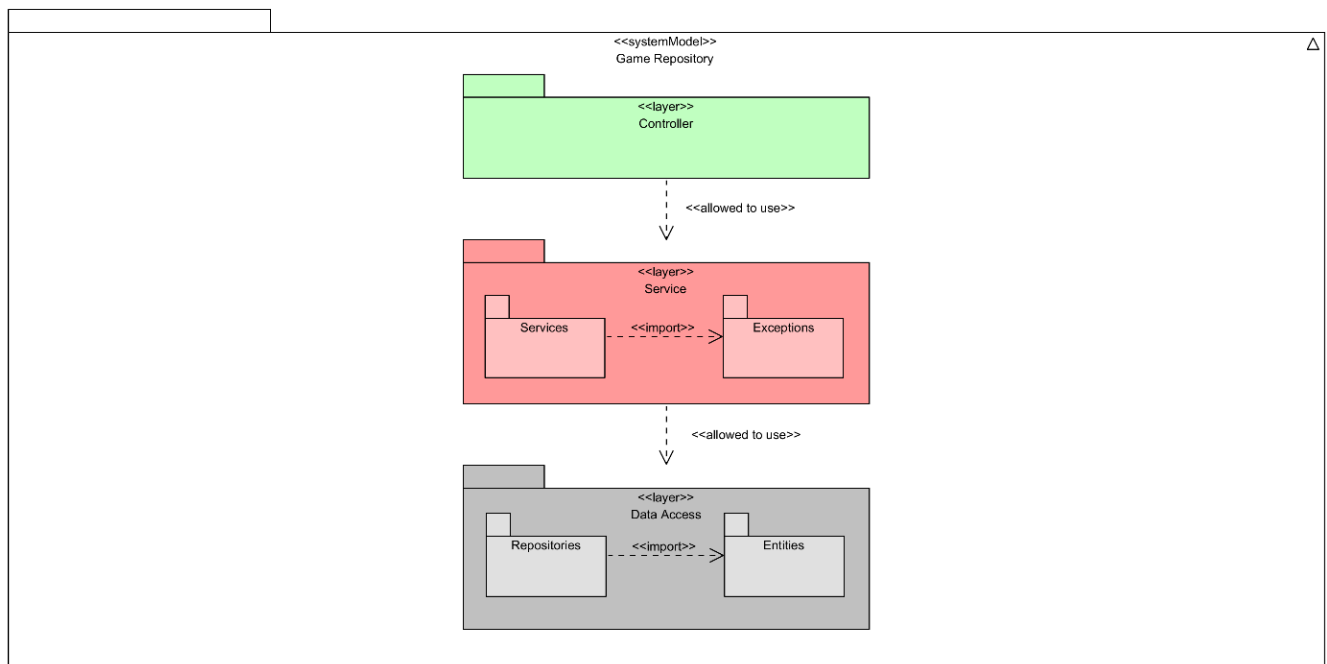 <<systemModel>>
Game Repository
<<layer>>
Controller
<<allowed to use>>
<<layer>>
Service
Services
<<import>>
Exceptions
<<allowed to use>>
<<layer>>
Data Access
Repositories
<<import>>
Entities